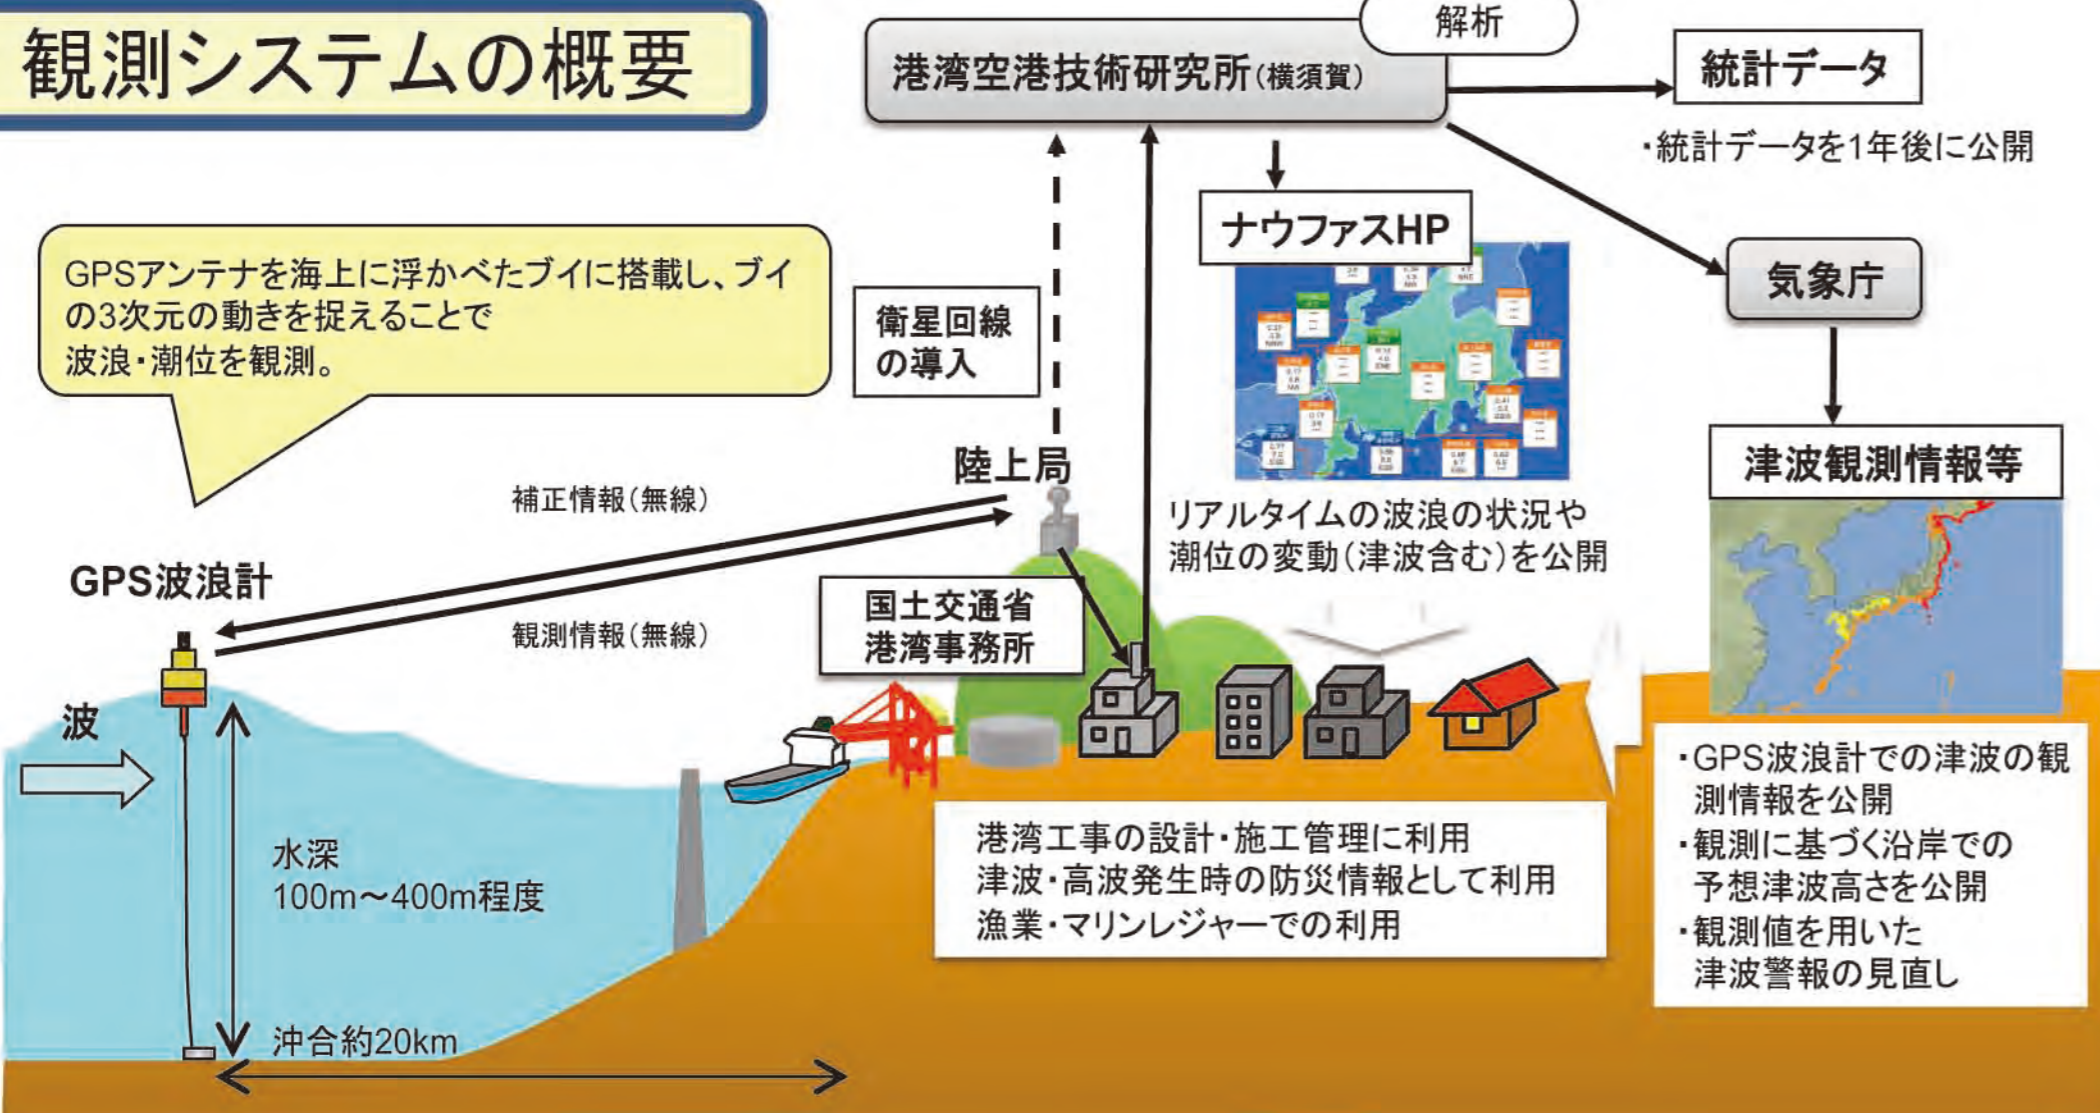 観測システムの概要
解析
港湾空港技術研究所(横須賀)
統計データ
・統計データを1年後に公開
GPSアンテナを海上に浮かべたブイに搭載し、ブイ
の3次元の動きを捉えることで
波浪・潮位を観測。
衛星回線
の導入
ナウファスHP
気象庁
陸上局
津波観測情報等
補正情報(無線)
リアルタイムの波浪の状況や
潮位の変動(津波含む)を公開
GPS波浪計
観測情報(無線)
国土交通省
港湾事務所
波
水深
100m～400m程度
沖合約20km
港湾工事の設計・施工管理に利用
津波・高波発生時の防災情報として利用
漁業・マリンレジャーでの利用
・GPS波浪計での津波の観
測情報を公開
・観測に基づく沿岸での
予想津波高さを公開
・観測値を用いた
津波警報の見直し